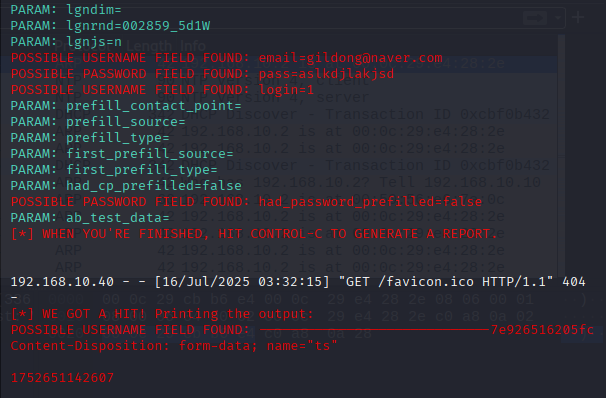 PARAM: lgndim=
PARAM: lgnrnd=002859_5d1W
PARAM: lgnjs=n
POSSIBLE USERNAME FIELD FOUND: email=gildong@naver.com
POSSIBLE PASSWORD FIELD FOUND: pass=aslkdjlakjsd
POSSIBLE USERNAME FIELD FOUND: login=1
PARAM: prefill_contact_point=
PARAM: prefill_source=
PARAM: prefill_type=
PARAM: first_prefill_source=
PARAM: first_prefill_type=
PARAM: had_cp_prefilled=false
POSSIBLE PASSWORD FIELD FOUND: had_password_prefilled=false
PARAM: ab_test_data=
[*] WHEN YOU'RE FINISHED, HIT CONTROL-C TO GENERATE A REPORT.
192.168.10.40 - - [16/Jul/2025 03:32:15] "GET /favicon.ico HTTP/1.1" 404
-
[*] WE GOT A HIT! Printing the output:
POSSIBLE USERNAME FIELD FOUND: -----------------------------7e926516205fc
Content-Disposition: form-data; name="ts"
1752651142607